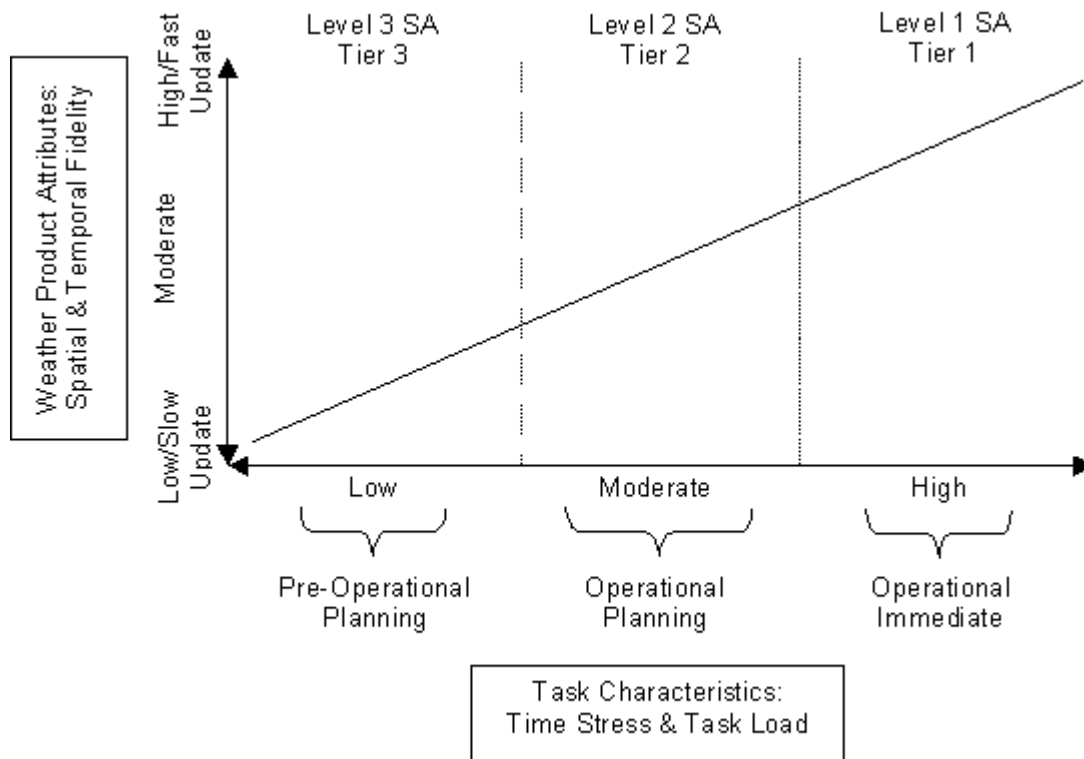 Level 3 SA
Tier 3
Level 2 SA
Tier 2
Level 1 SA
Tier 1
Weather Product Attributes:
Spatial & Temporal Fidelity
High/Fast
Update
Moderate
Low/Slow
Update
Low
Moderate
High
Pre-Operational
Planning
Operational
Planning
Operational
Immediate
Task Characteristics:
Time Stress & Task Load